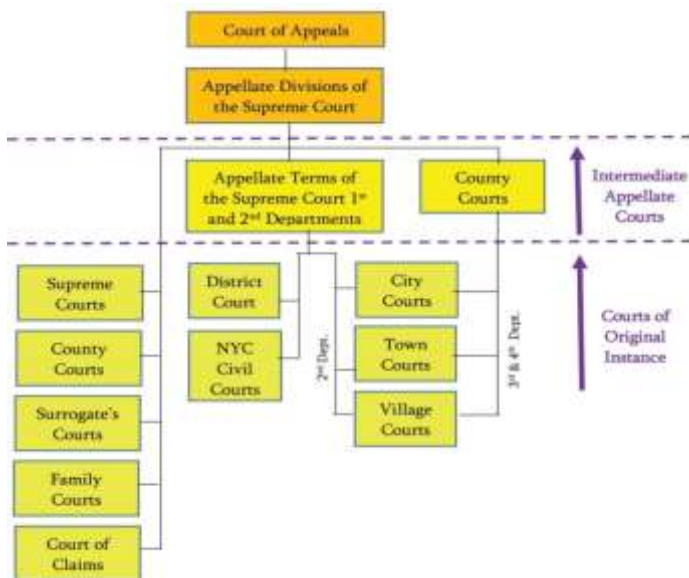 Court of Appeals
Appellate Divisions of
the Supreme Court
Appellate Terms of
the Supreme Court 1st
and 2nd Departments
County
Courts
Intermediate
Appellate
Courts
Supreme
Courts
District
Court
City
Courts
County
Courts
NYC
Civil
Courts
Town
Courts
2nd Dept.
3rd & 4th Dept.
Courts of
Original
Instance
Surrogate's
Courts
Village
Courts
Family
Courts
Court of
Claims